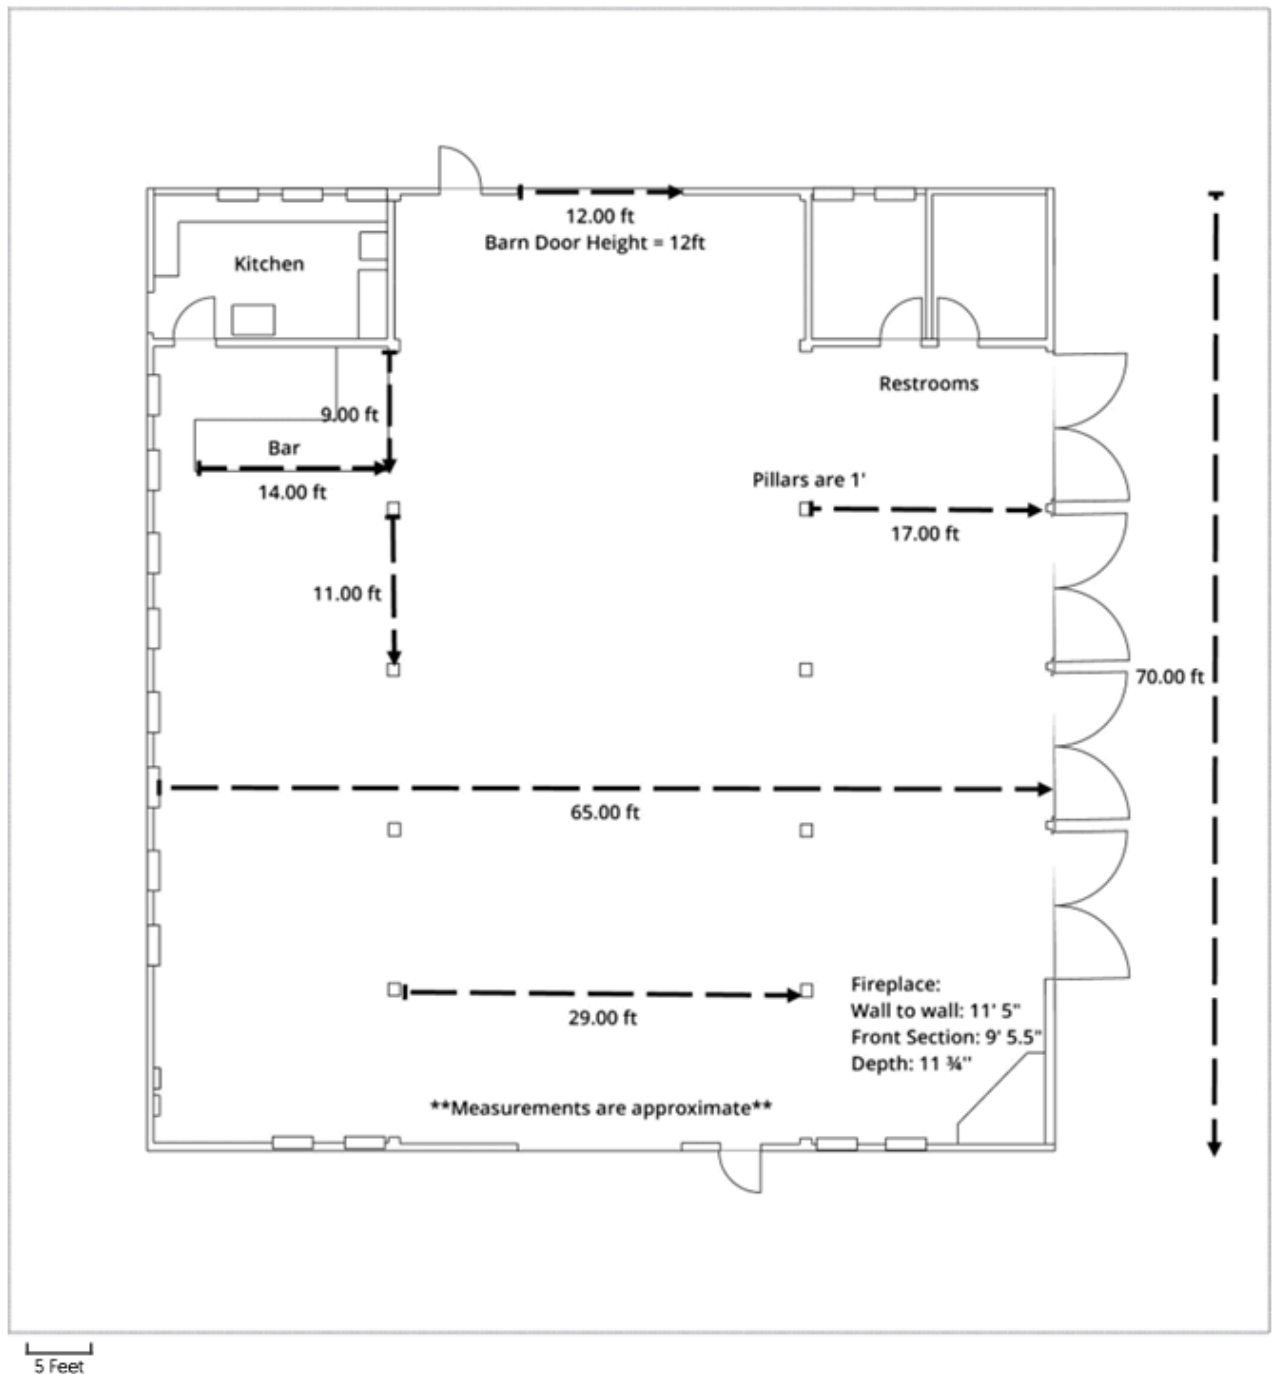 12.00 ft
Barn Door Height = 12ft
Kitchen
Restrooms
9.00 ft
Bar
14.00 ft
Pillars are 1'
17.00 ft
11.00 ft
70.00 ft
65.00 ft
29.00 ft
Fireplace:
Wall to wall: 11' 5"
Front Section: 9' 5.5"
Depth: 11 ¾"
**Measurements are approximate**
5 Feet